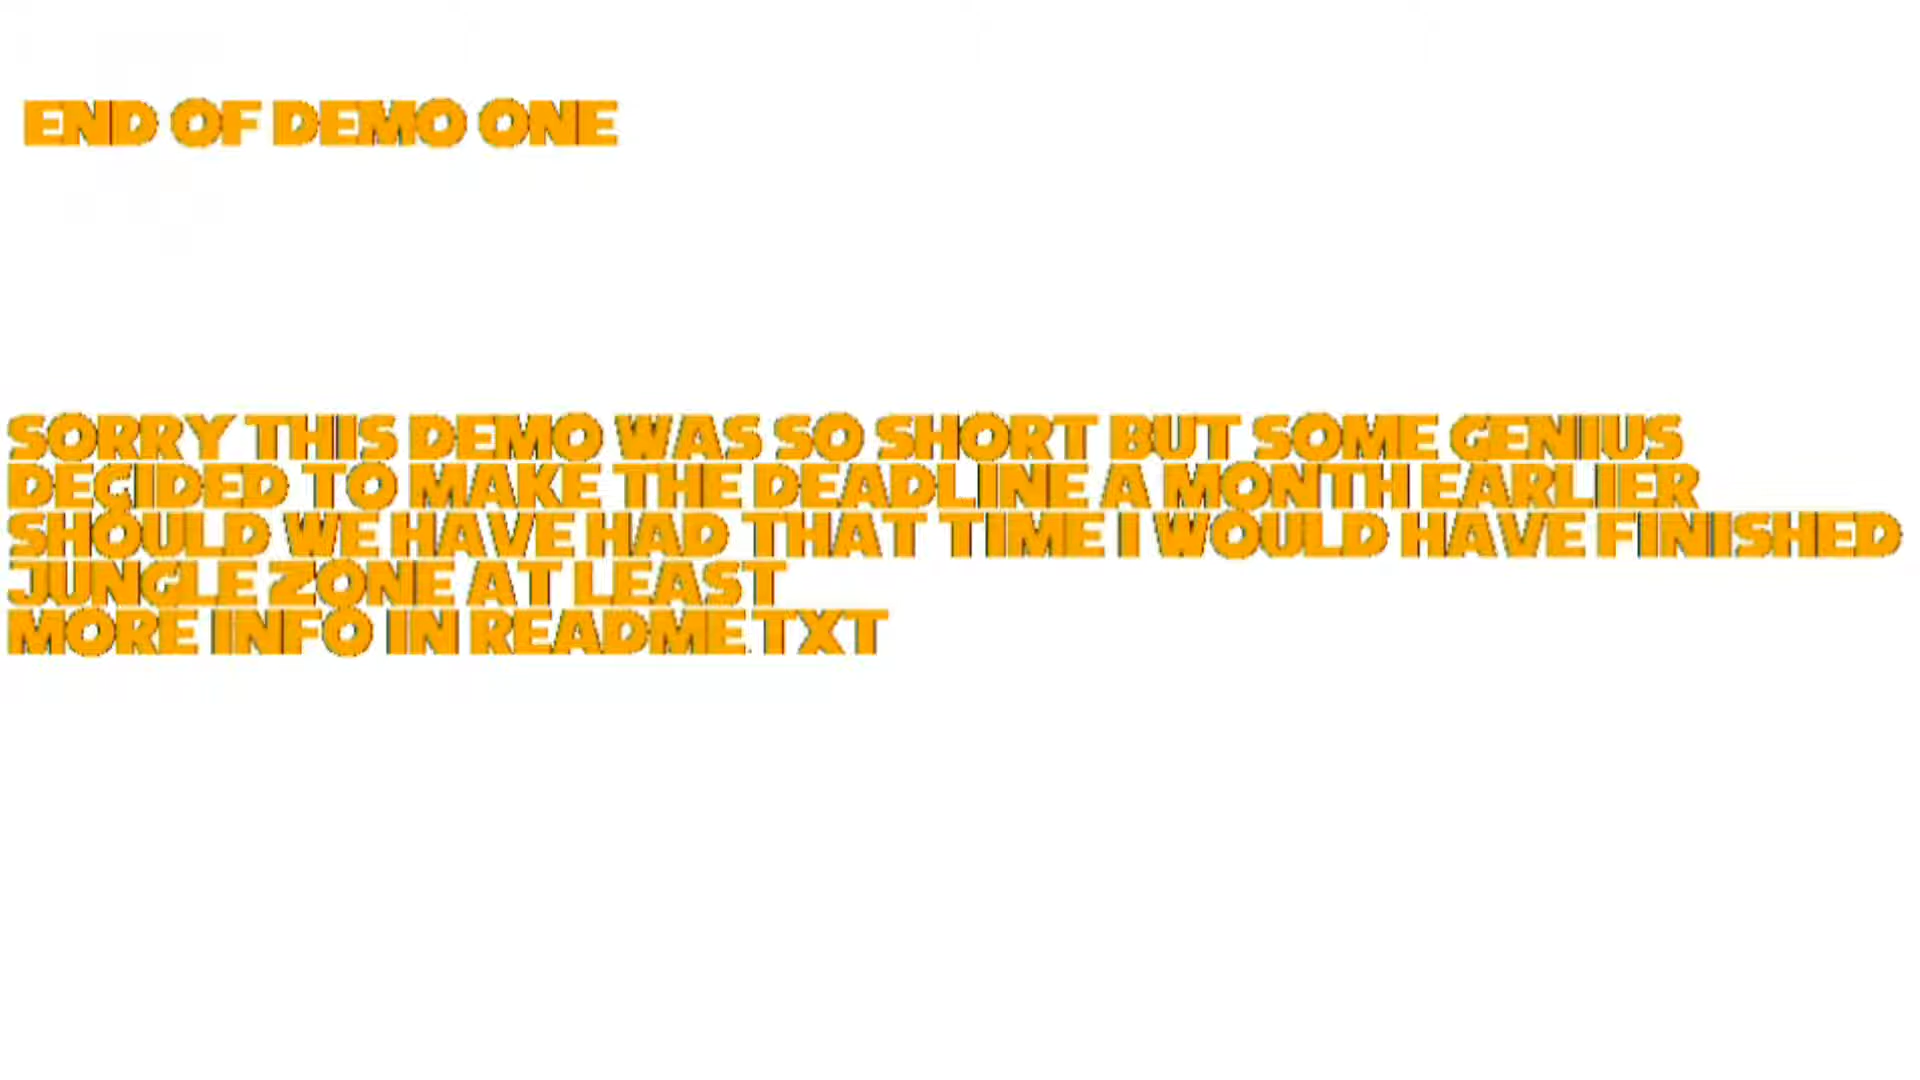 END OF DEMO ONE
SORRY THIS DEMO WAS SO SHORT BUT SOME GENIUS
DECIDED TO MAKE THE DEADLINE A MONTH EARLIER
SHOULD WE HAVE HAD THAT TIME I WOULD HAVE FINISHED
JUNGLE ZONE AT LEAST
MORE INFO IN README.TXT